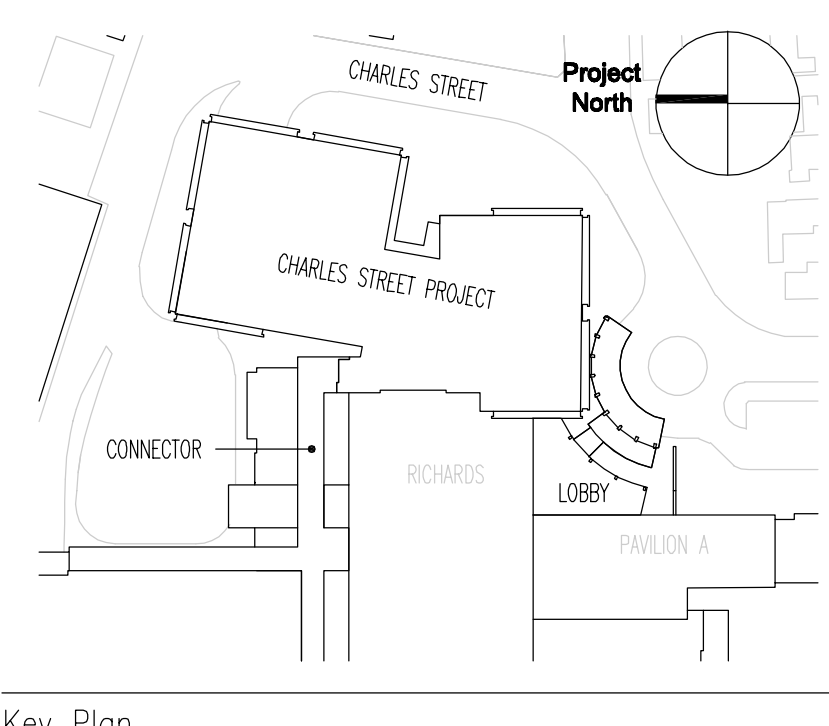 CHARLES STREET
Project
North
CHARLES STREET PROJECT
CONNECTOR
RICHARDS
LOBBY
PAVILION A
Key Plan